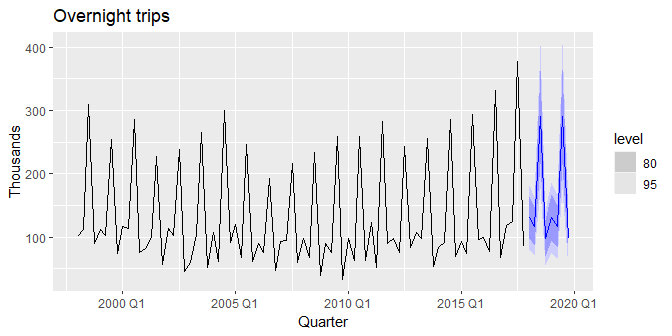 Overnight trips
400
300
200
100
Thousands
2000 Q1
2005 Q1
2010 Q1
2015 Q1
2020 Q1
Quarter
level
80
95